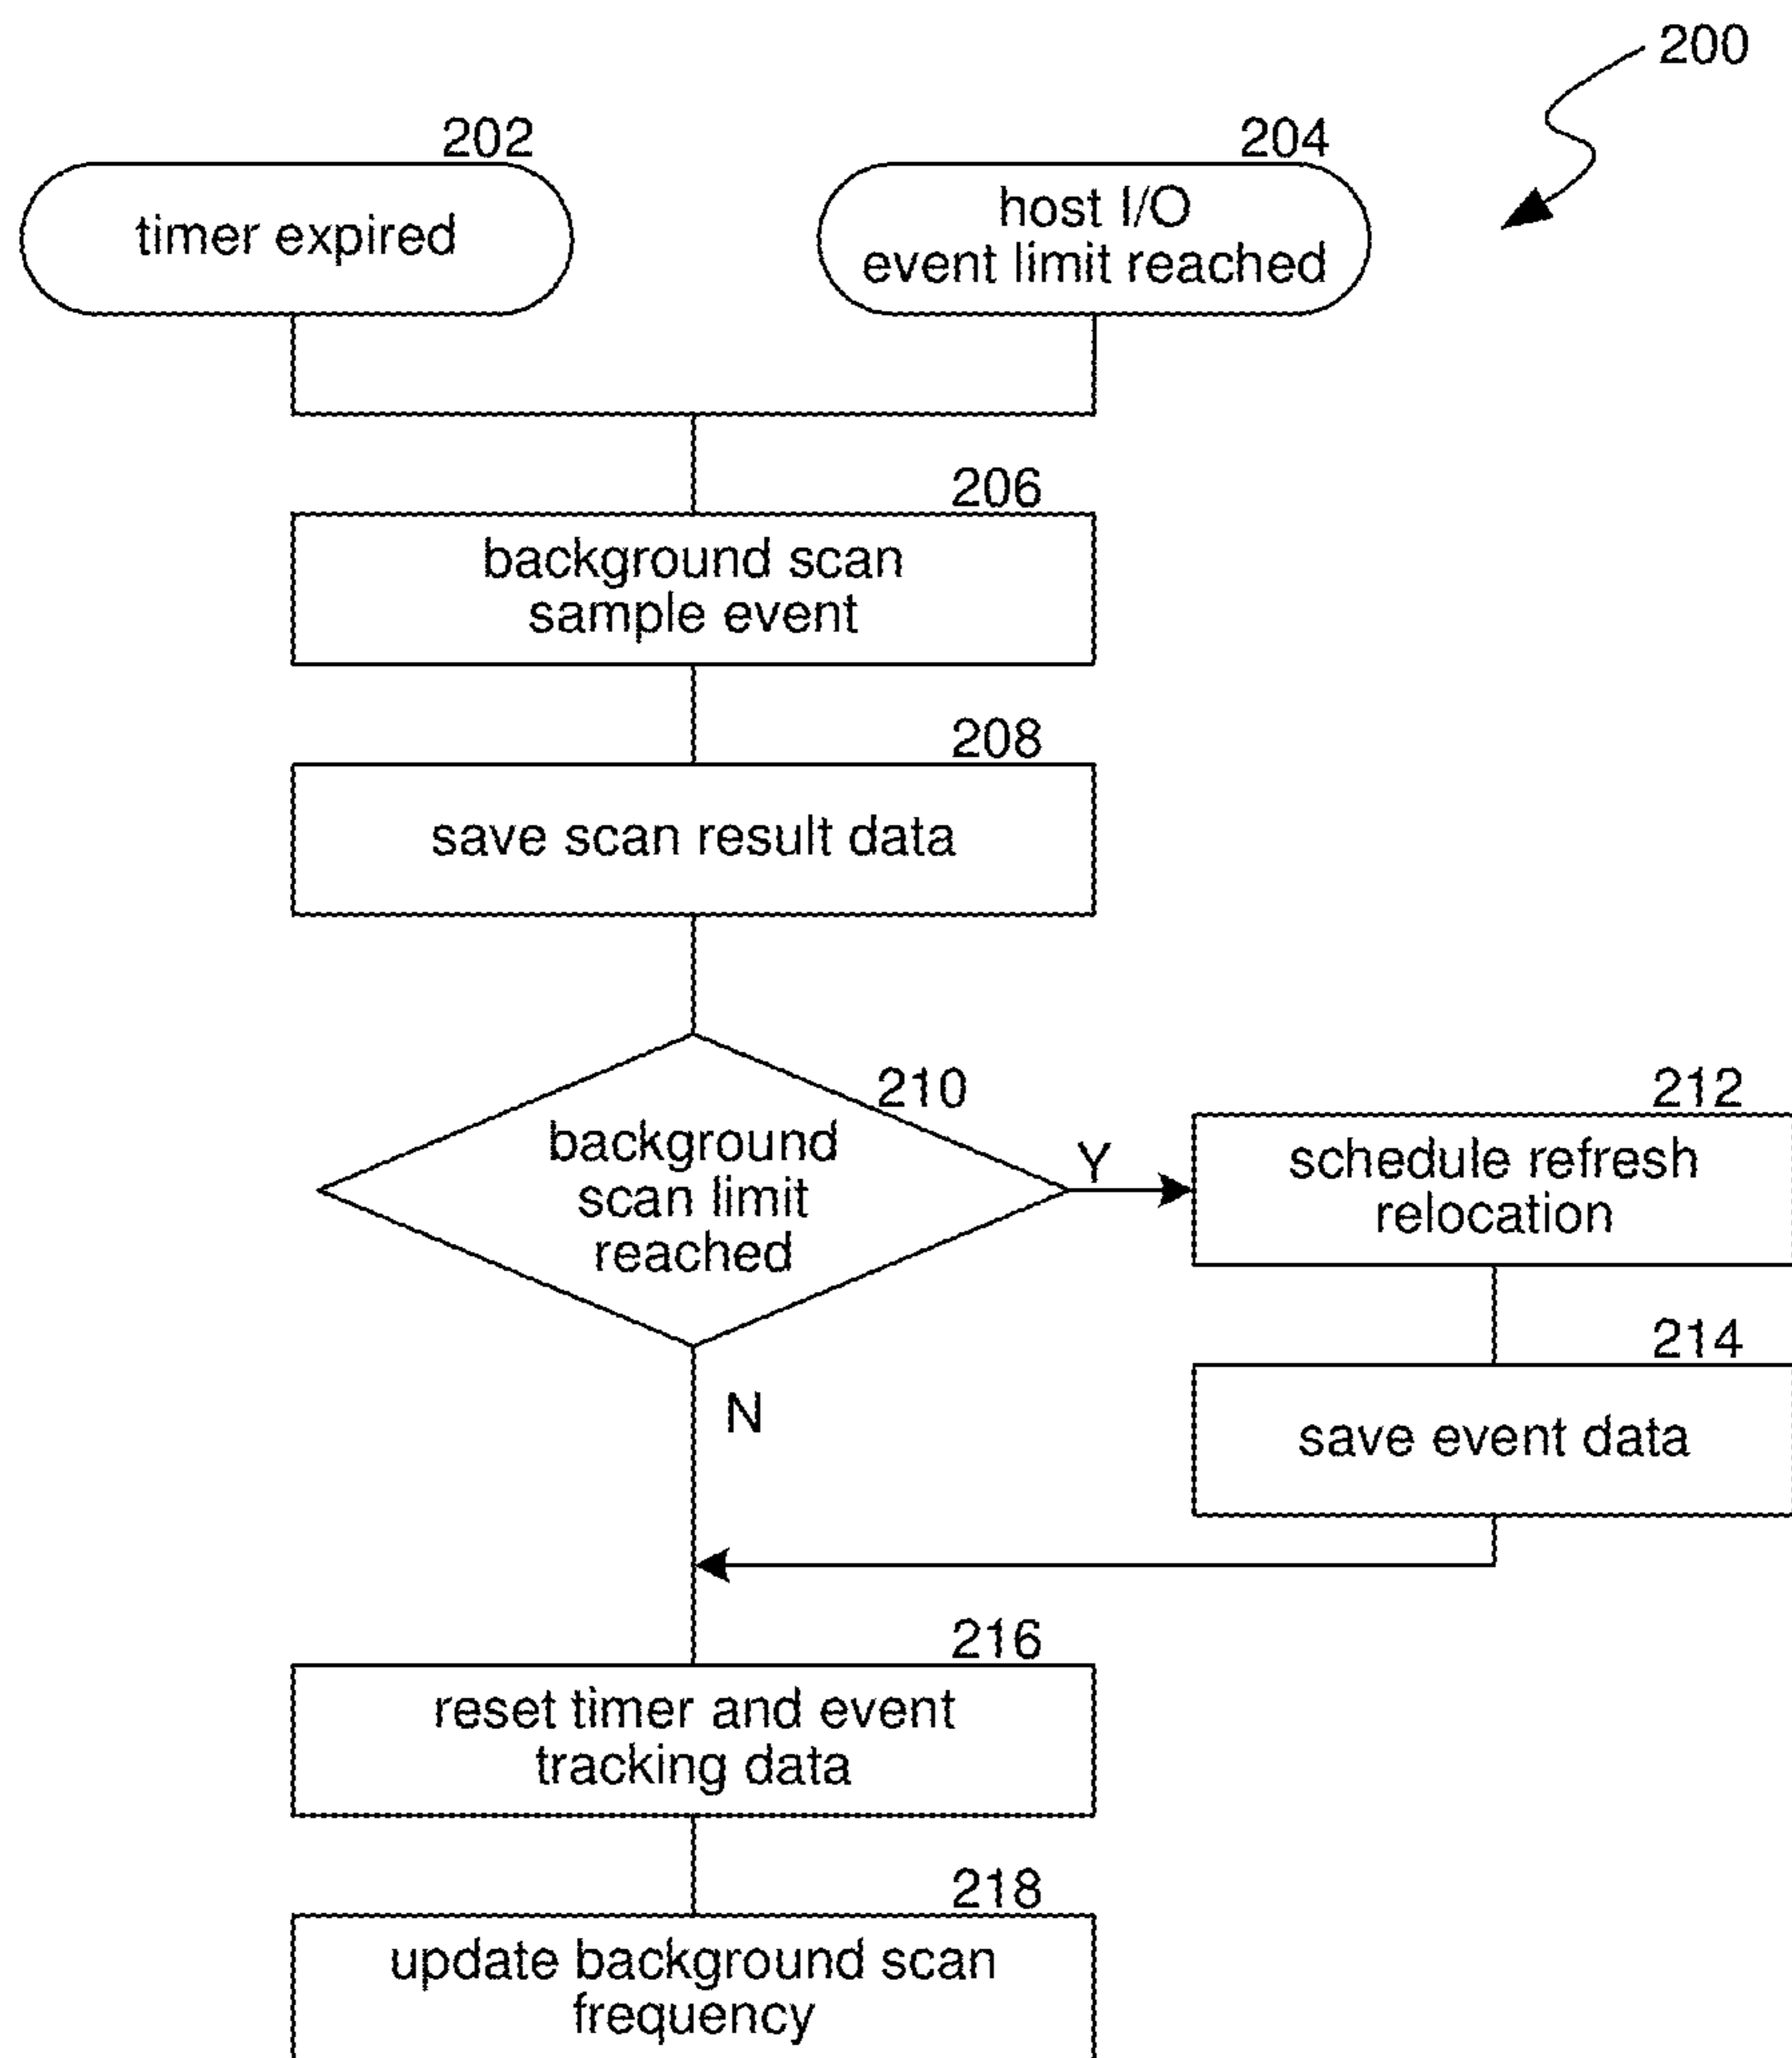 200
202
timer expired
204
host I/O
event limit reached
206
background scan
sample event
208
save scan result data
210
background
scan limit
reached
Y
212
schedule refresh
relocation
214
save event data
N
216
reset timer and event
tracking data
218
update background scan
frequency